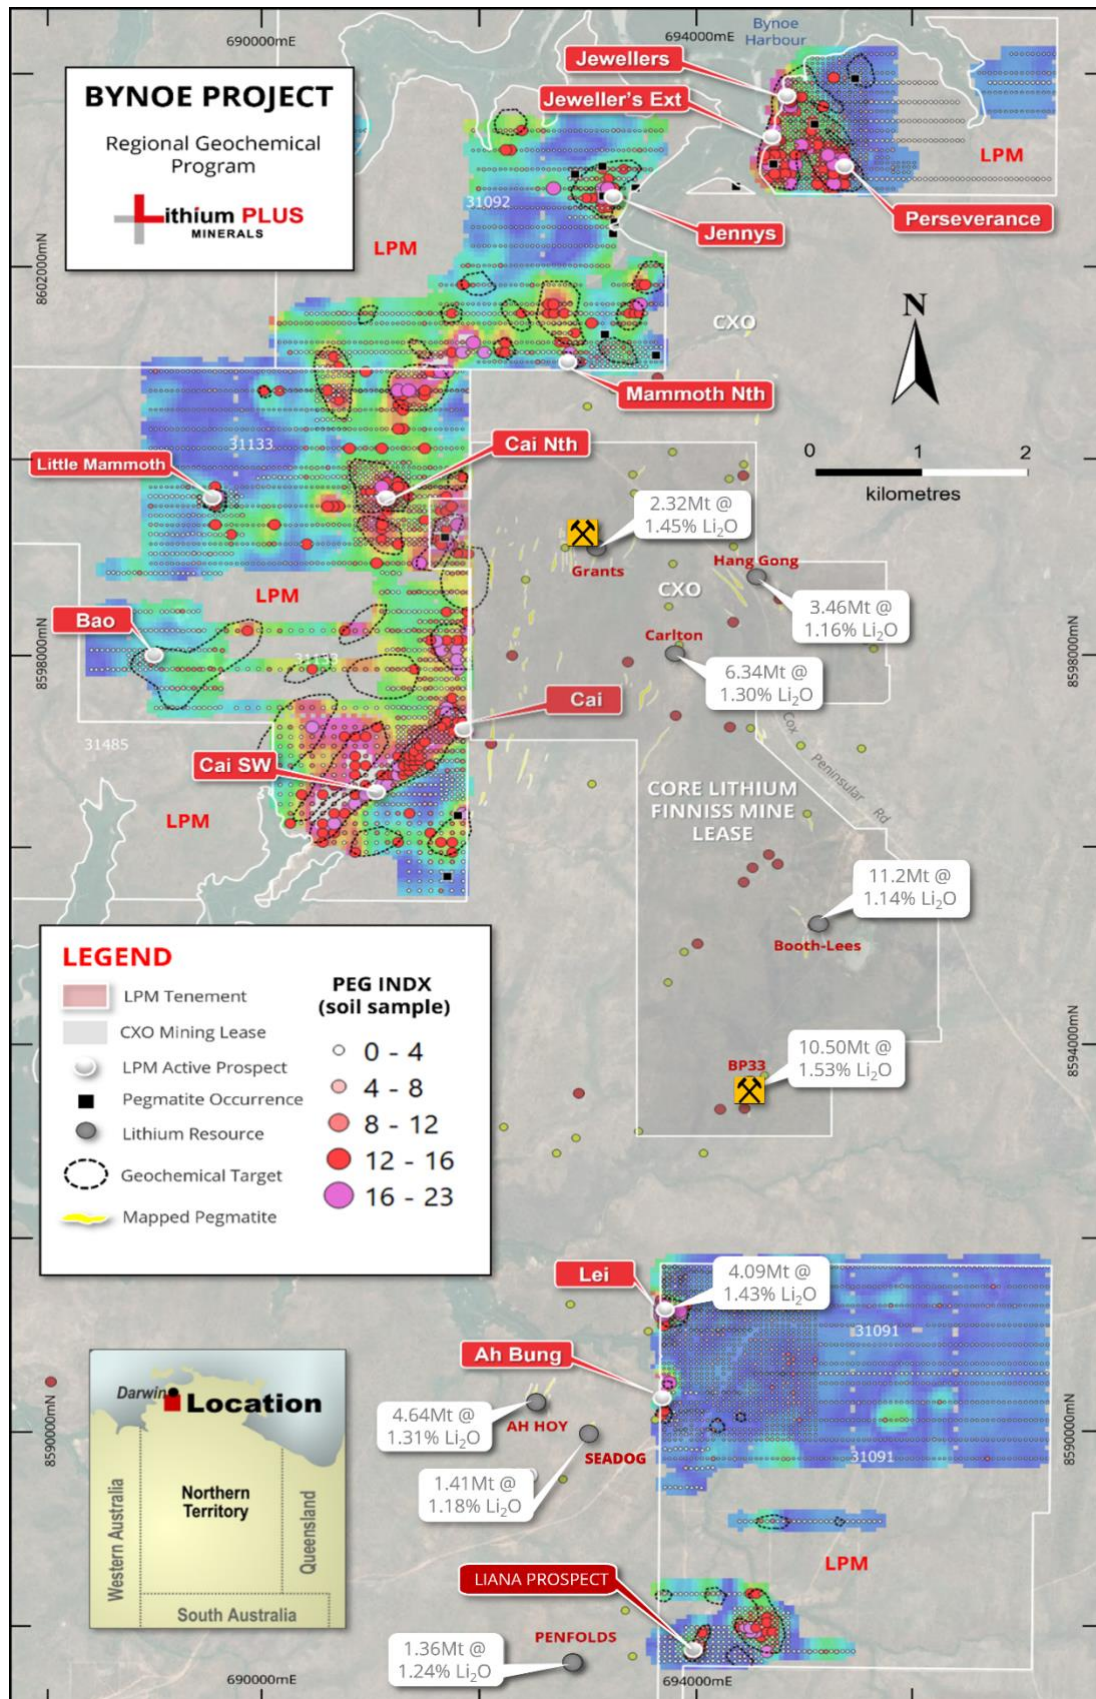 690000mE
694000mE
Bynoe
Harbour
BYNOE PROJECT
Regional Geochemical
Program
Lithium PLUS
MINERALS
Jewellers
Jeweller's Ext
LPM
Perseverance
31092
Jennys
LPM
8602000mN
CXO
N
Mammoth Nth
31133
Cai Nth
Little Mammoth
0 1 2
kilometres
2.32Mt @
1.45% Li₂O
Grants
Hang Gong
CXO
3.46Mt @
1.16% Li₂O
LPM
Bao
Carlton
6.34Mt @
1.30% Li₂O
8598000mN
8598000mN
31133
Cai
31485
Cai SW
LPM
Cox
Peninsular
Rd
CORE LITHIUM
FINNISS MINE
LEASE
11.2Mt @
1.14% Li₂O
Booth-Lees
LEGEND
LPM Tenement
CXO Mining Lease
LPM Active Prospect
Pegmatite Occurrence
Lithium Resource
Geochemical Target
Mapped Pegmatite
PEG INDX
(soil sample)
0 - 4
4 - 8
8 - 12
12 - 16
16 - 23
10.50Mt @
1.53% Li₂O
BP33
8594000mN
Lei
4.09Mt @
1.43% Li₂O
31091
Ah Bung
4.64Mt @
1.31% Li₂O
AH HOY
SEADOG
1.41Mt @
1.18% Li₂O
31091
8590000mN
8590000mN
Darwin
Location
Northern
Territory
Western Australia
Queensland
South Australia
LPM
LIANA PROSPECT
PENFOLDS
1.36Mt @
1.24% Li₂O
690000mE
694000mE